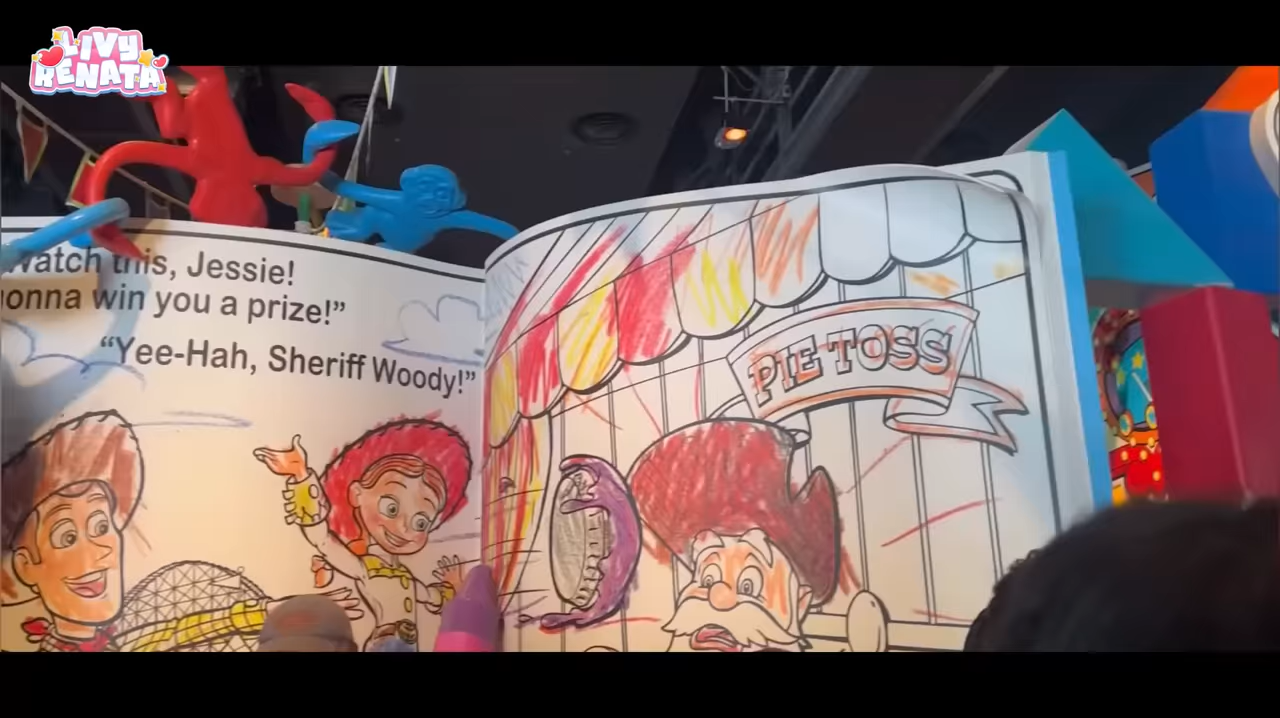 LIVY
RENATA
Watch this, Jessie!
onna win you a prize!”
“Yee-Hah, Sheriff Woody!”
PIE TOSS